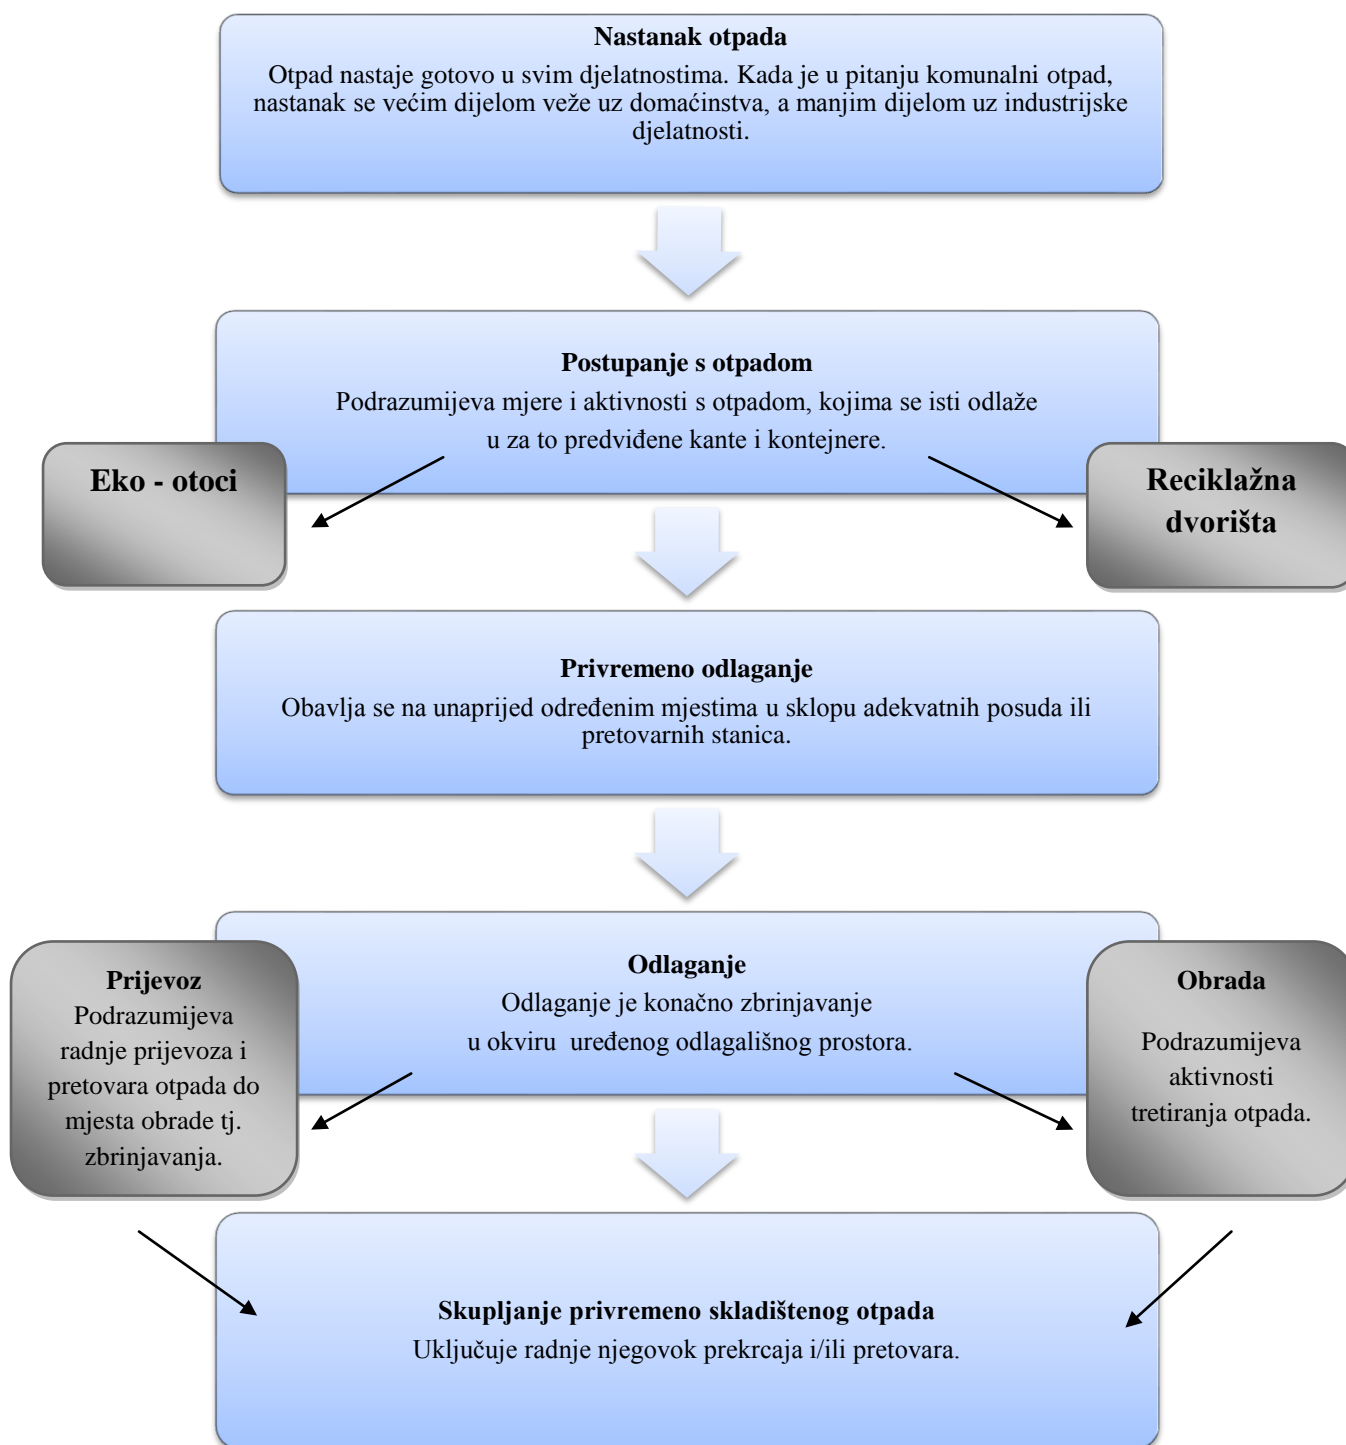 Nastanak otpada
Otpad nastaje gotovo u svim djelatnostima. Kada je u pitanju komunalni otpad,
nastanak se većim dijelom veže uz domaćinstva, a manjim dijelom uz industrijske
djelatnosti.
Postupanje s otpadom
Podrazumijeva mjere i aktivnosti s otpadom, kojima se isti odlaže
u za to predviđene kante i kontejnere.
Eko - otoci
Reciklažna
dvorišta
Privremeno odlaganje
Obavlja se na unaprijed određenim mjestima u sklopu adekvatnih posuda ili
pretovarnih stanica.
Odlaganje
Odlaganje je konačno zbrinjavanje
u okviru  uređenog odlagališnog prostora.
Prijevoz
Podrazumijeva
radnje prijevoza i
pretovara otpada do
mjesta obrade tj.
zbrinjavanja.
Obrada
Podrazumijeva
aktivnosti
tretiranja otpada.
Skupljanje privremeno skladištenog otpada
Uključuje radnje njegovok prekrcaja i/ili pretovara.